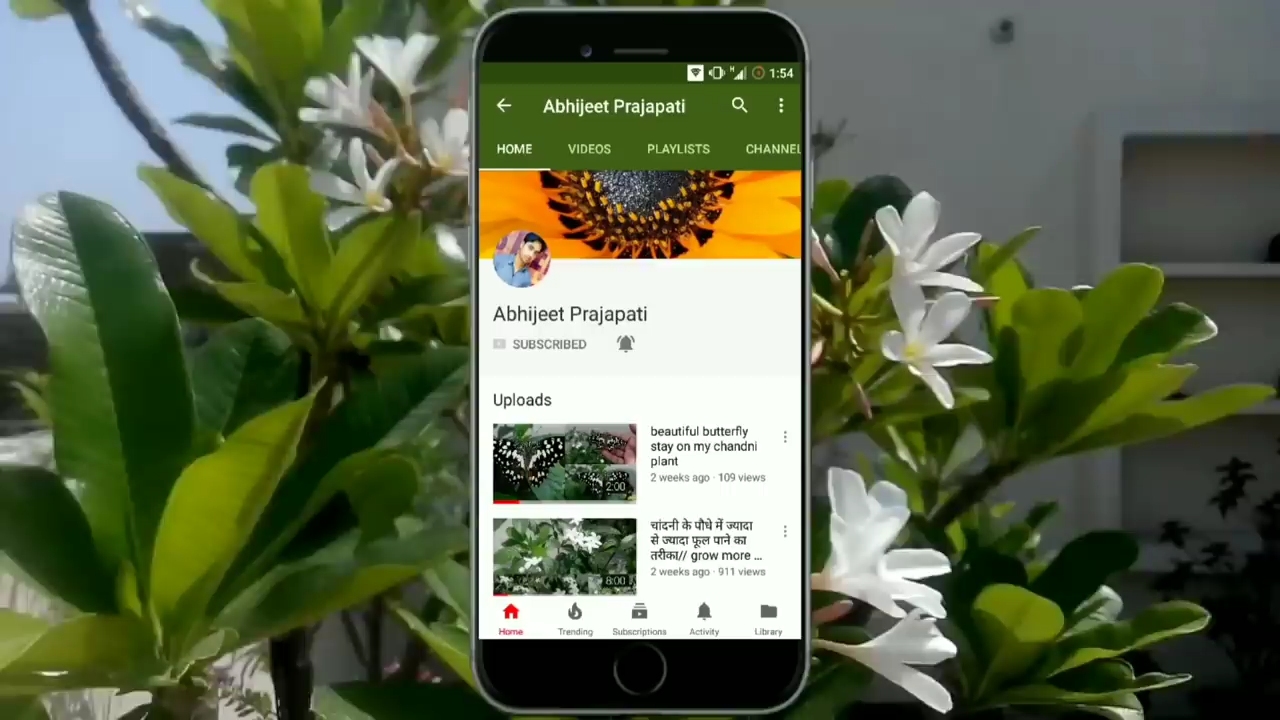 H 1:54
Abhijeet Prajapati
HOME VIDEOS PLAYLISTS CHANNEL
Abhijeet Prajapati
SUBSCRIBED
Uploads
beautiful butterfly
stay on my chandni
plant
2 weeks ago · 109 views
2:00
चांदनी के पौधे में ज्यादा
से ज्यादा फूल पाने का
तरीका// grow more ...
2 weeks ago · 911 views
8:00
Home Trending Subscriptions Activity Library